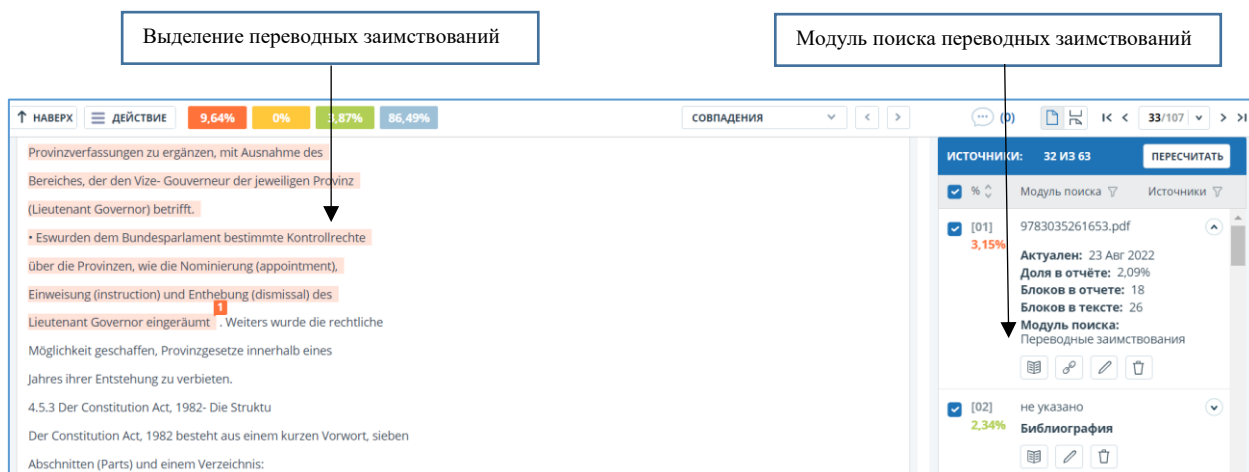 Выделение переводных заимствований
Модуль поиска переводных заимствований
НАВЕРХ ДЕЙСТВИЕ 9,64% 0% 3,87% 86,49% СОВПАДЕНИЯ (0) 33/107
Provinzverfassungen zu ergänzen, mit Ausnahme des
Bereiches, der den Vize- Gouverneur der jeweiligen Provinz
(Lieutenant Governor) betrifft.
• Eswurden dem Bundesparlament bestimmte Kontrollrechte
über die Provinzen, wie die Nominierung (appointment),
Einweisung (instruction) und Enthebung (dismissal) des
1
Lieutenant Governor eingeräumt . Weiters wurde die rechtliche
Möglichkeit geschaffen, Provinzgesetze innerhalb eines
Jahres ihrer Entstehung zu verbieten.
4.5.3 Der Constitution Act, 1982- Die Struktu
Der Constitution Act, 1982 besteht aus einem kurzen Vorwort, sieben
Abschnitten (Parts) und einem Verzeichnis:
ИСТОЧНИКИ: 32 ИЗ 63 ПЕРЕСЧИТАТЬ
% Модуль поиска Источники
[01] 9783035261653.pdf
3,15%
Актуален: 23 Авг 2022
Доля в отчёте: 2,09%
Блоков в отчете: 18
Блоков в тексте: 26
Модуль поиска:
Переводные заимствования
[02] не указано
2,34% Библиография